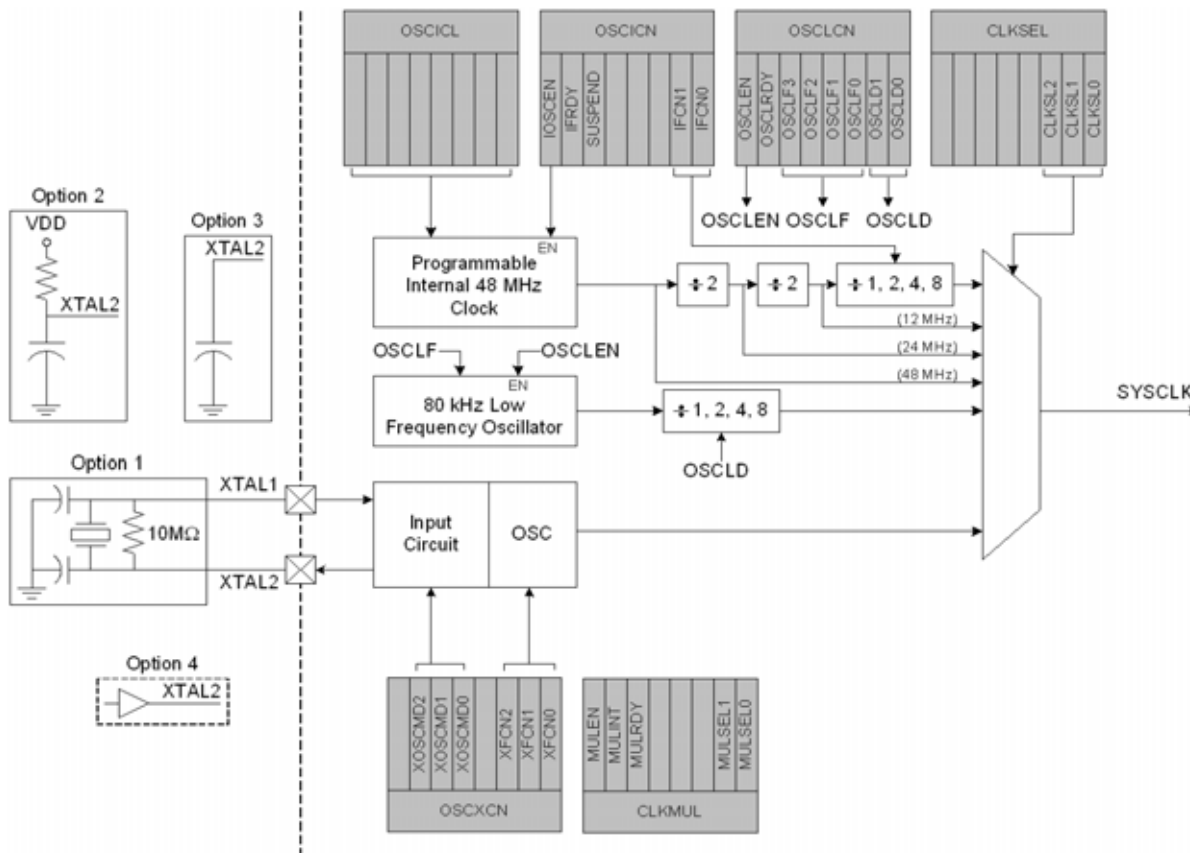 OSCICL
OSCICN
IOSCEN
IFRDY
SUSPEND
IFCN1
IFCN0
OSCLCN
OSCLEN
OSCLRDY
OSCLF3
OSCLF2
OSCLF1
OSCLF0
OSCLD1
OSCLD0
CLKSEL
CLKSL2
CLKSL1
CLKSL0
OSCLEN OSCLF OSCLD
Option 2
VDD
XTAL2
Option 3
XTAL2
EN
Programmable
Internal 48 MHz
Clock
÷ 2
÷ 2
÷ 1, 2, 4, 8
(12 MHz)
(24 MHz)
(48 MHz)
OSCLF
OSCLEN
EN
80 kHz Low
Frequency Oscillator
÷ 1, 2, 4, 8
OSCLD
SYSCLK
Option 1
10MΩ
XTAL1
XTAL2
Input
Circuit
OSC
Option 4
XTAL2
XOSCMD2
XOSCMD1
XOSCMD0
XFCN2
XFCN1
XFCN0
OSCXCN
MULEN
MULINT
MULRDY
MULSEL1
MULSEL0
CLKMUL